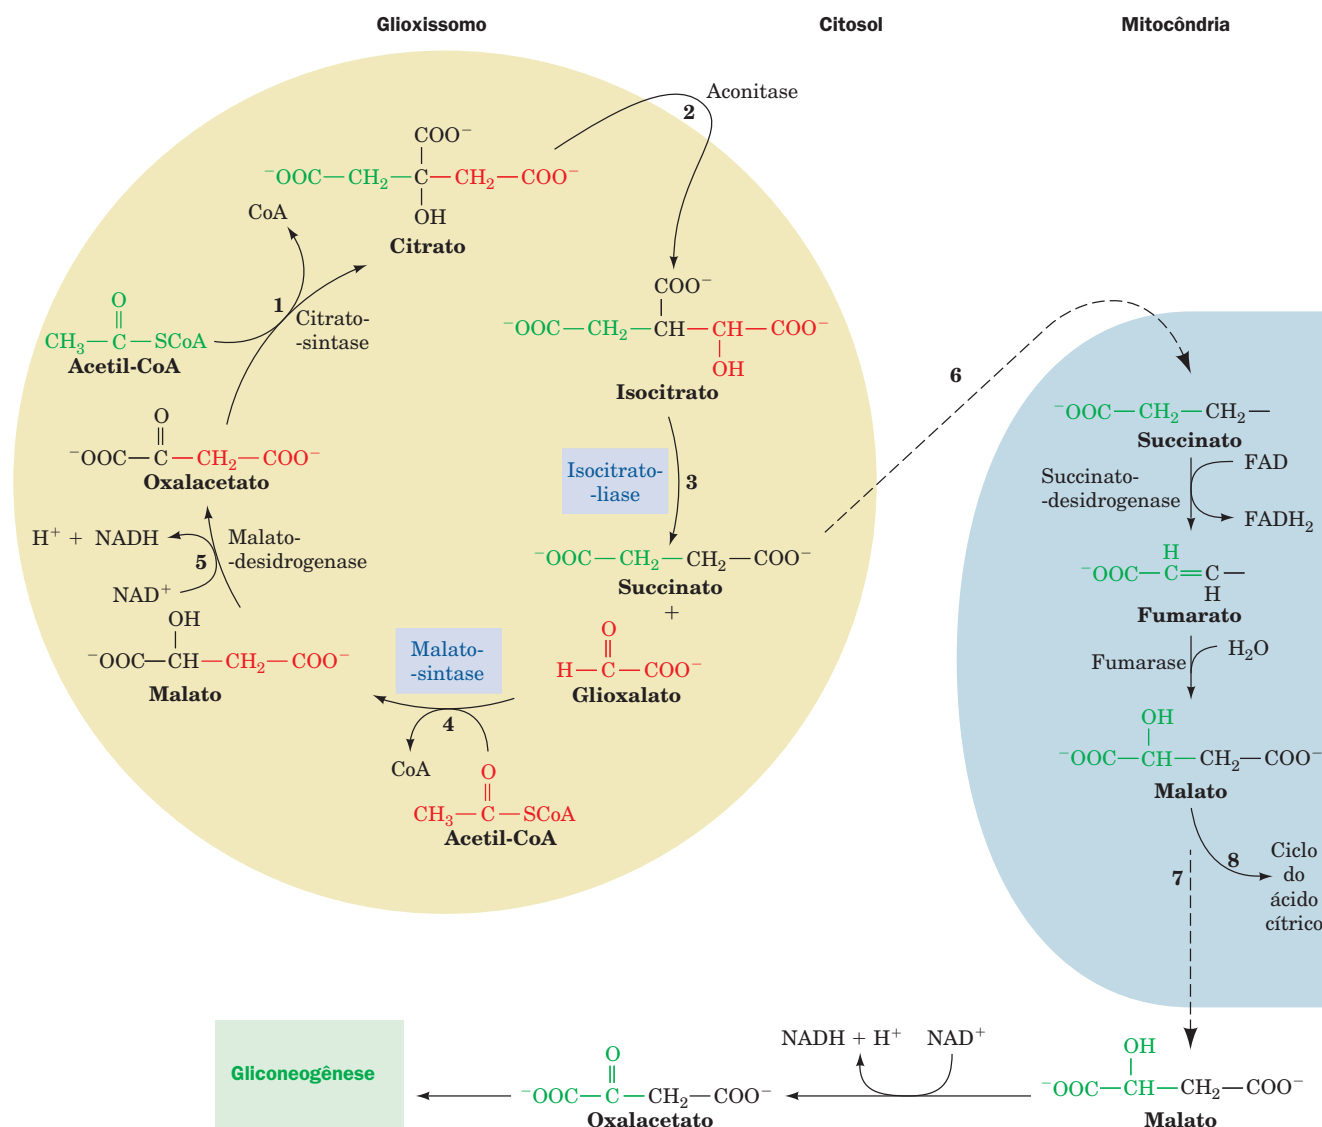 Glioxissomo
Citosol
Mitocôndria
2 Aconitase
COO⁻
⁻OOC—CH₂—C—CH₂—COO⁻
OH
Citrato
CoA
1
Citrato-
-sintase
O
CH₃—C—SCoA
Acetil-CoA
COO⁻
⁻OOC—CH₂—CH—CH—COO⁻
OH
Isocitrato
O
⁻OOC—C—CH₂—COO⁻
Oxalacetato
Isocitrato-
-liase
3
⁻OOC—CH₂—CH₂—COO⁻
Succinato
+
O
H—C—COO⁻
Glioxalato
H⁺ + NADH
5
Malato-
-desidrogenase
NAD⁺
OH
⁻OOC—CH—CH₂—COO⁻
Malato
Malato-
-sintase
4
CoA
O
CH₃—C—SCoA
Acetil-CoA
6
⁻OOC—CH₂—CH₂—
Succinato
Succinato-
-desidrogenase
FAD
FADH₂
H
⁻OOC—C=C—
H
Fumarato
Fumarase
H₂O
OH
⁻OOC—CH—CH₂—COO⁻
Malato
7
8
Ciclo
do
ácido
cítrico
OH
⁻OOC—CH—CH₂—COO⁻
Malato
NADH + H⁺
NAD⁺
O
⁻OOC—C—CH₂—COO⁻
Oxalacetato
Gliconeogênese